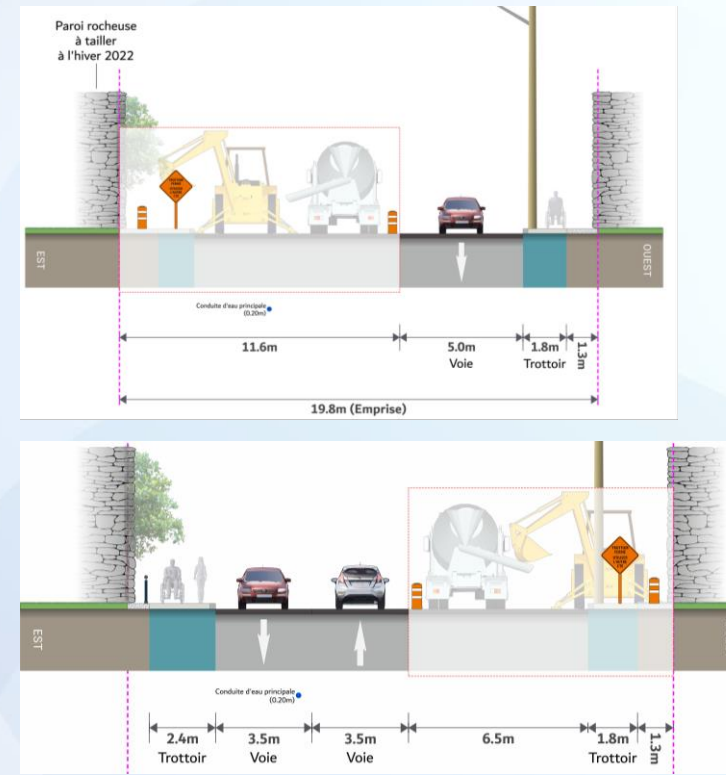 Paroi rocheuse
à tailler
à l'hiver 2022
EST
OUEST
Conduite d'eau principale
(0.20m)
11.6m
5.0m
Voie
1.8m
Trottoir
1.3m
19.8m (Emprise)
EST
Conduite d'eau principale
(0.20m)
2.4m
Trottoir
3.5m
Voie
3.5m
Voie
6.5m
1.8m
Trottoir
1.3m